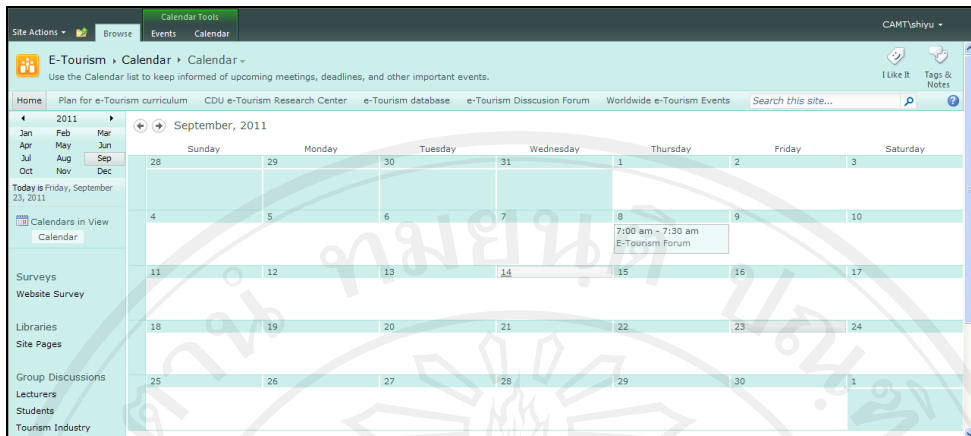 Calendar Tools
Site Actions Browse Events Calendar CAMT\shiyu
E-Tourism Calendar Calendar
Use the Calendar list to keep informed of upcoming meetings, deadlines, and other important events.
I Like It Tags &
Notes
Home Plan for e-Tourism curriculum CDU e-Tourism Research Center e-Tourism database e-Tourism Disscusion Forum Worldwide e-Tourism Events Search this site...
2011
Jan Feb Mar
Apr May Jun
Jul Aug Sep
Oct Nov Dec
Today is Friday, September
23, 2011
Calendars in View
Calendar
Surveys
Website Survey
Libraries
Site Pages
Group Discussions
Lecturers
Students
Tourism Industry
September, 2011
Sunday Monday Tuesday Wednesday Thursday Friday Saturday
28 29 30 31 1 2 3
4 5 6 7 8 9 10
7:00 am - 7:30 am
E-Tourism Forum
11 12 13 14 15 16 17
18 19 20 21 22 23 24
25 26 27 28 29 30 1